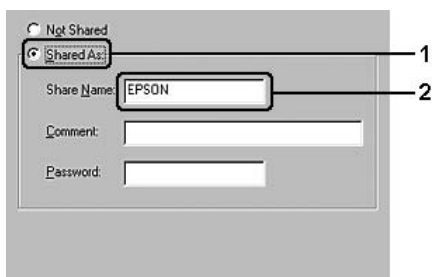 Not Shared
Shared As: 1
Share Name: EPSON 2
Comment:
Password: